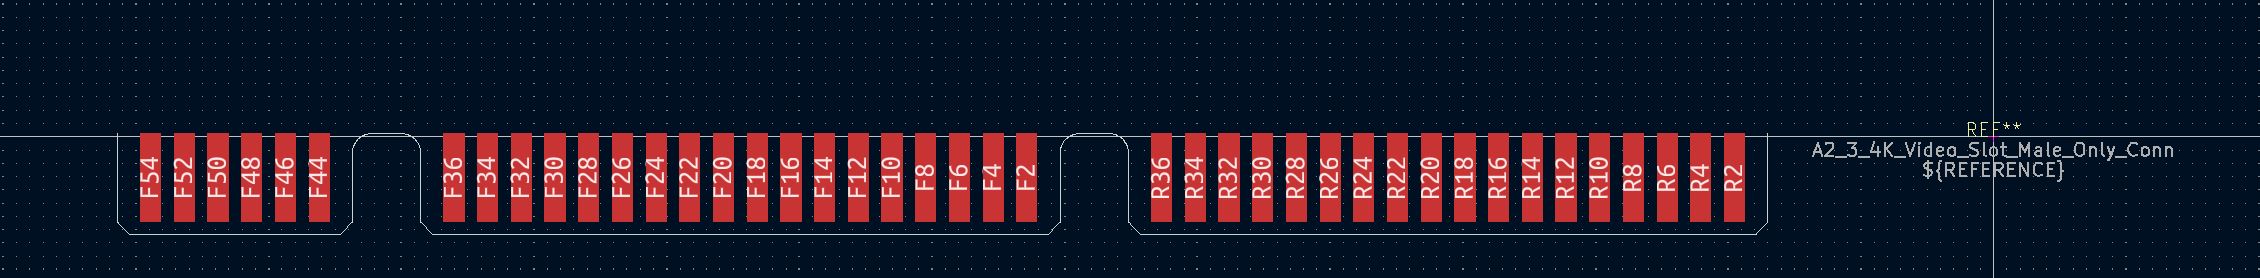 REF**
A2_3_4K_Video_Slot_Male_Only_Conn
${REFERENCE}
F54 F52 F50 F48 F46 F44 F36 F34 F32 F30 F28 F26 F24 F22 F20 F18 F16 F14 F12 F10 F8 F6 F4 F2 R36 R34 R32 R30 R28 R26 R24 R22 R20 R18 R16 R14 R12 R10 R8 R6 R4 R2